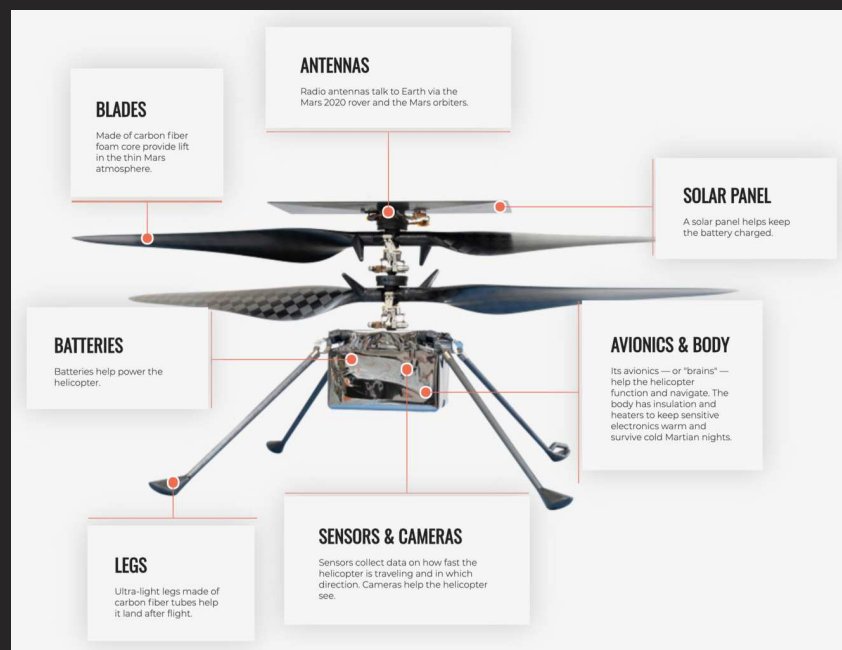 ANTENNAS
Radio antennas talk to Earth via the
Mars 2020 rover and the Mars orbiters.
BLADES
Made of carbon fiber
foam core provide lift
in the thin Mars
atmosphere.
SOLAR PANEL
A solar panel helps keep
the battery charged.
BATTERIES
Batteries help power the
helicopter.
AVIONICS & BODY
Its avionics — or "brains" —
help the helicopter
function and navigate. The
body has insulation and
heaters to keep sensitive
electronics warm and
survive cold Martian nights.
LEGS
Ultra-light legs made of
carbon fiber tubes help
it land after flight.
SENSORS & CAMERAS
Sensors collect data on how fast the
helicopter is traveling and in which
direction. Cameras help the helicopter
see.